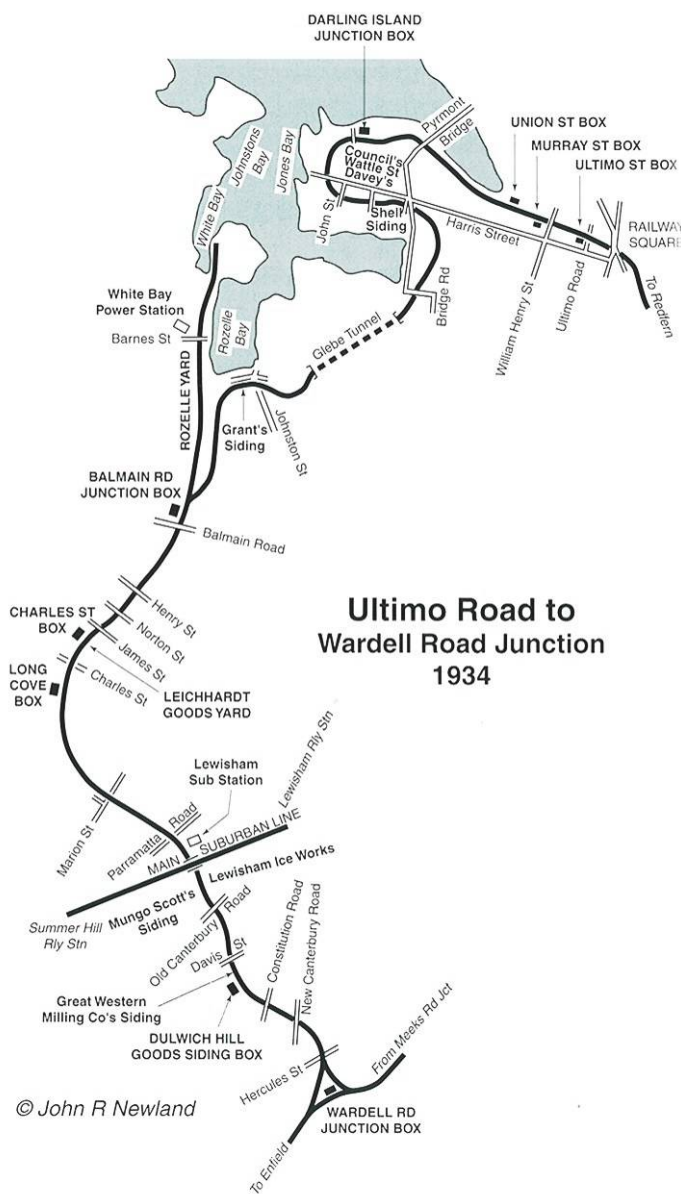 DARLING ISLAND
JUNCTION BOX
Pyrmont
Bridge
UNION ST BOX
MURRAY ST BOX
ULTIMO ST BOX
Johnstons
Bay
Jones Bay
White Bay
Council's
Wattle St
Davey's
John St
Shell
Siding
Harris Street
RAILWAY
SQUARE
To Redfern
Ultimo Road
William Henry St
Bridge Rd
White Bay
Power Station
Barnes St
Rozelle
Bay
Glebe Tunnel
ROZELLE YARD
Grant's
Siding
Johnston St
BALMAIN RD
JUNCTION BOX
Balmain Road
Henry St
Norton St
James St
CHARLES ST
BOX
Charles St
LONG
COVE
BOX
LEICHHARDT
GOODS YARD
Ultimo Road to
Wardell Road Junction
1934
Lewisham
Sub Station
Lewisham Rly Stn
Marion St
Parramatta Road
MAIN SUBURBAN LINE
Lewisham Ice Works
Mungo Scott's
Siding
Summer Hill
Rly Stn
Old Canterbury Road
Davis St
Constitution Road
New Canterbury Road
Great Western
Milling Co's Siding
DULWICH HILL
GOODS SIDING BOX
Hercules St
From Meeks Rd Jct
WARDELL RD
JUNCTION BOX
To Enfield
© John R Newland